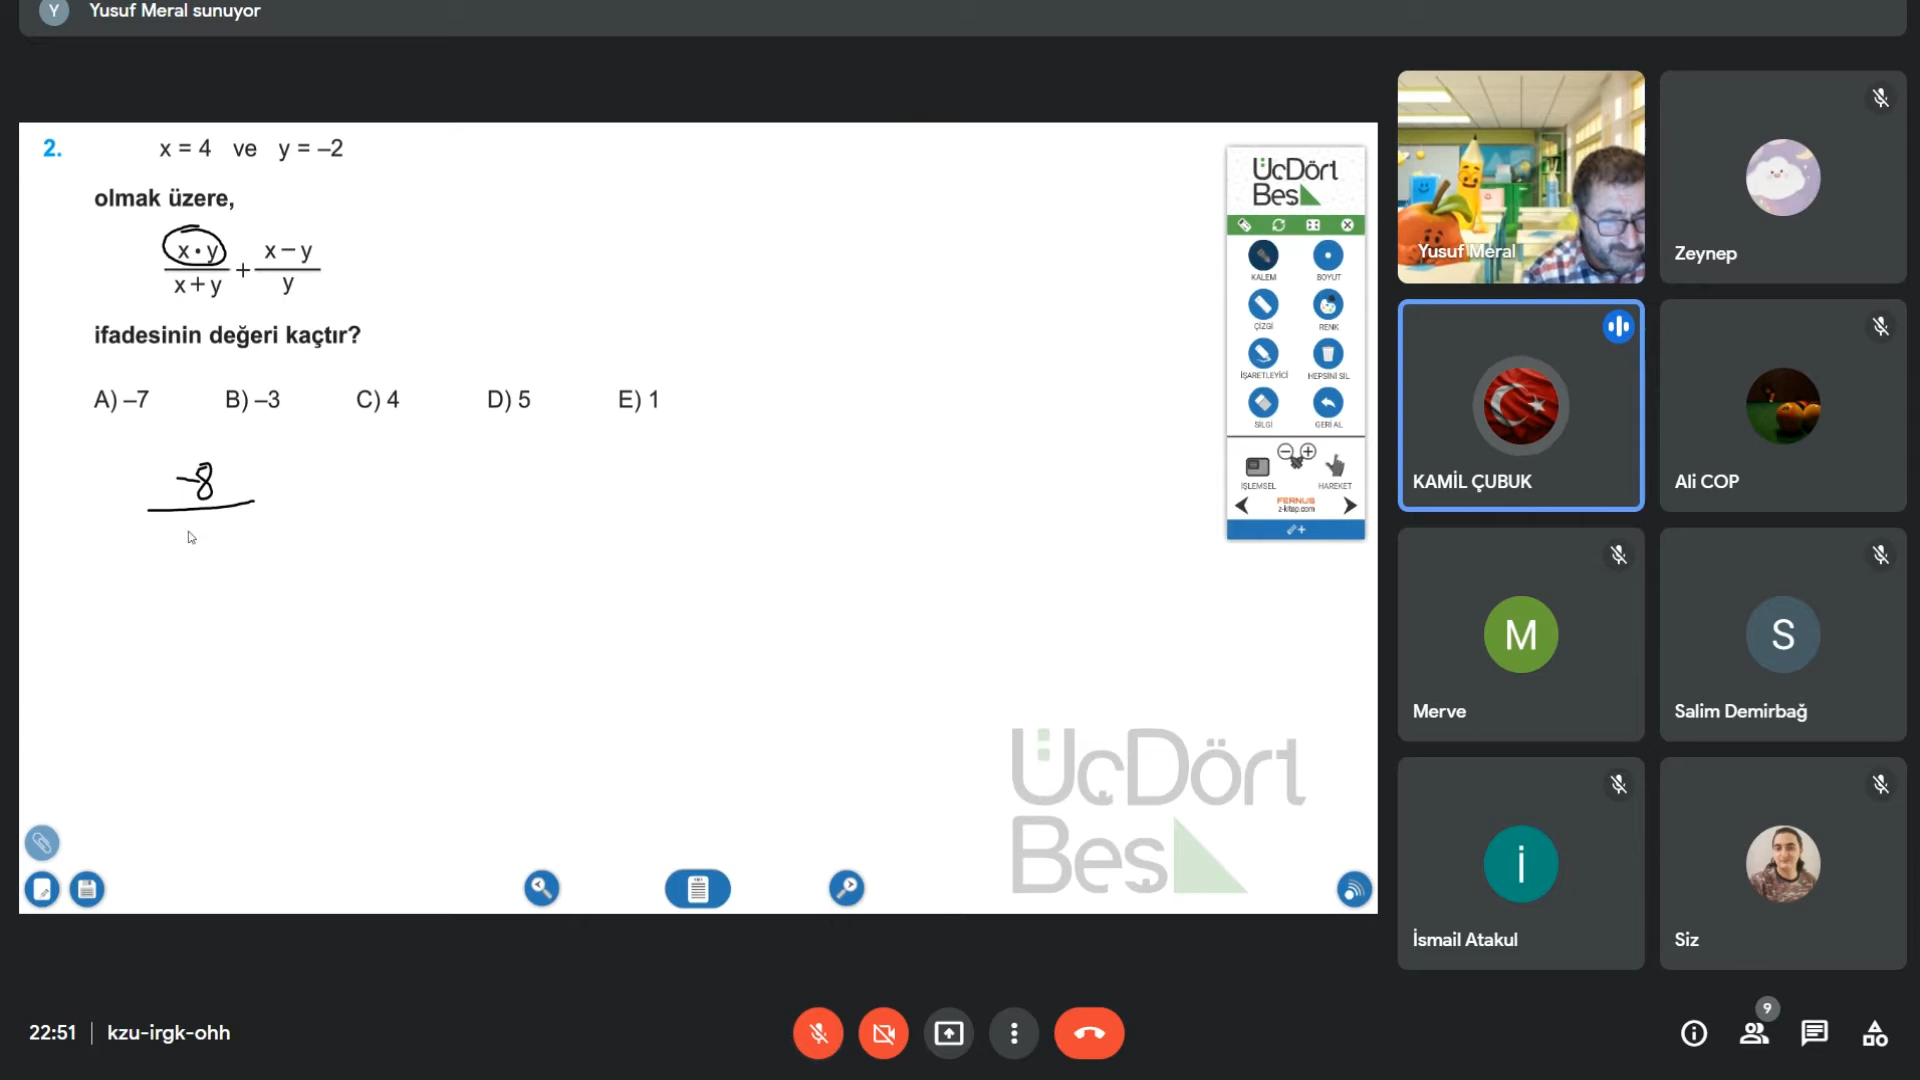 Y Yusuf Meral sunuyor
2. x = 4 ve y = –2
olmak üzere,
x · y / x + y + x – y / y
ifadesinin değeri kaçtır?
A) –7 B) –3 C) 4 D) 5 E) 1
–8
ÜçDört
Beş
KALEM BOYUT
ÇİZGİ RENK
İŞARETLEYİCİ HEPSİNİ SİL
SİLGİ GERİ AL
İŞLEMSEL HAREKET
FERNUS
z-kitap.com
ÜçDört
Beş
Yusuf Meral
Zeynep
KAMİL ÇUBUK
Ali COP
M
Merve
S
Salim Demirbağ
İ
İsmail Atakul
Siz
22:51 | kzu-irgk-ohh
9